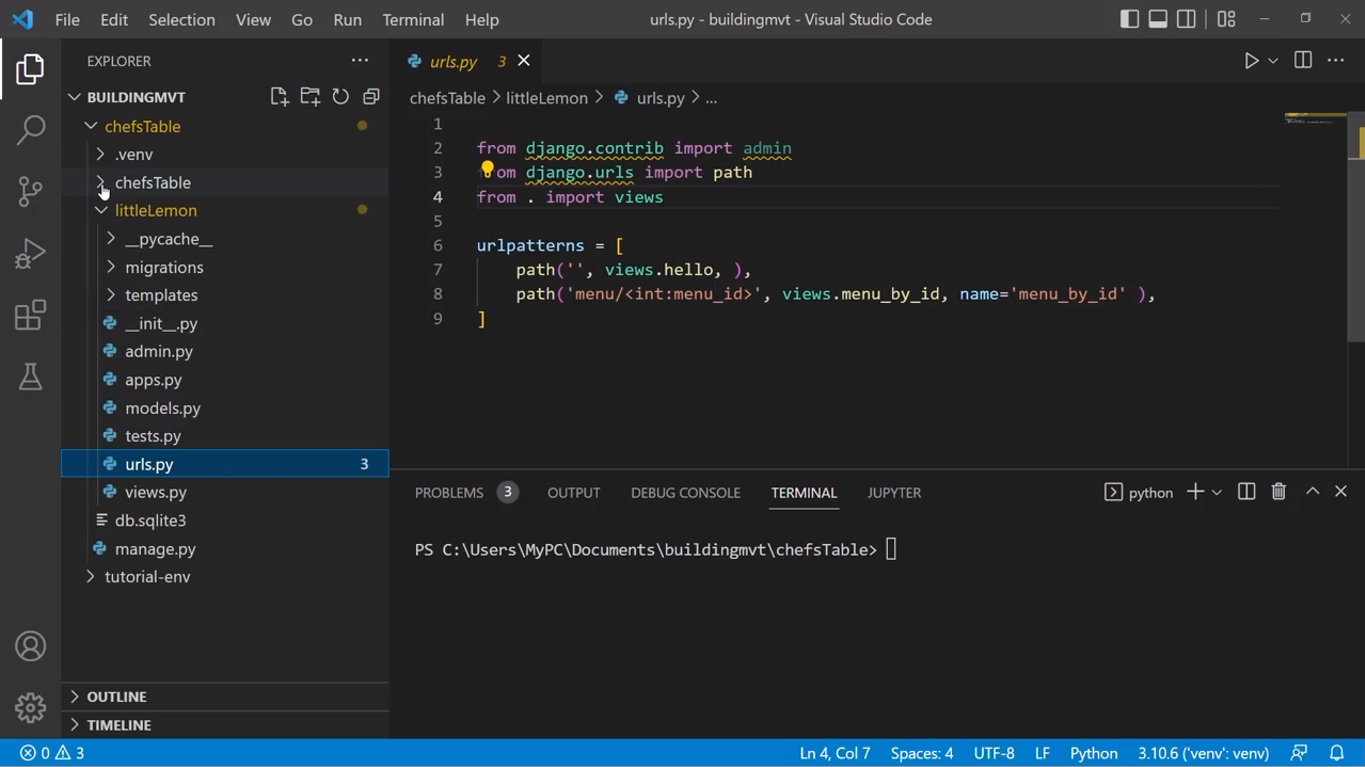 File Edit Selection View Go Run Terminal Help urls.py - buildingmvt - Visual Studio Code
EXPLORER
BUILDINGMVT
chefsTable
.venv
chefsTable
littleLemon
__pycache__
migrations
templates
__init__.py
admin.py
apps.py
models.py
tests.py
urls.py 3
views.py
db.sqlite3
manage.py
tutorial-env
OUTLINE
TIMELINE
urls.py 3
chefsTable > littleLemon > urls.py > ...
1
2 from django.contrib import admin
3 from django.urls import path
4 from . import views
5
6 urlpatterns = [
7 path('', views.hello, ),
8 path('menu/<int:menu_id>', views.menu_by_id, name='menu_by_id' ),
9 ]
PROBLEMS 3 OUTPUT DEBUG CONSOLE TERMINAL JUPYTER python
PS C:\Users\MyPC\Documents\buildingmvt\chefsTable>
0 3 Ln 4, Col 7 Spaces: 4 UTF-8 LF Python 3.10.6 ('venv': venv)